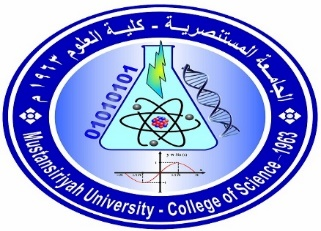 الجامعة المستنصرية - كلية العلوم ١٩٦٣ م
01010101
Mustansiriyah University - College of Science - 1963